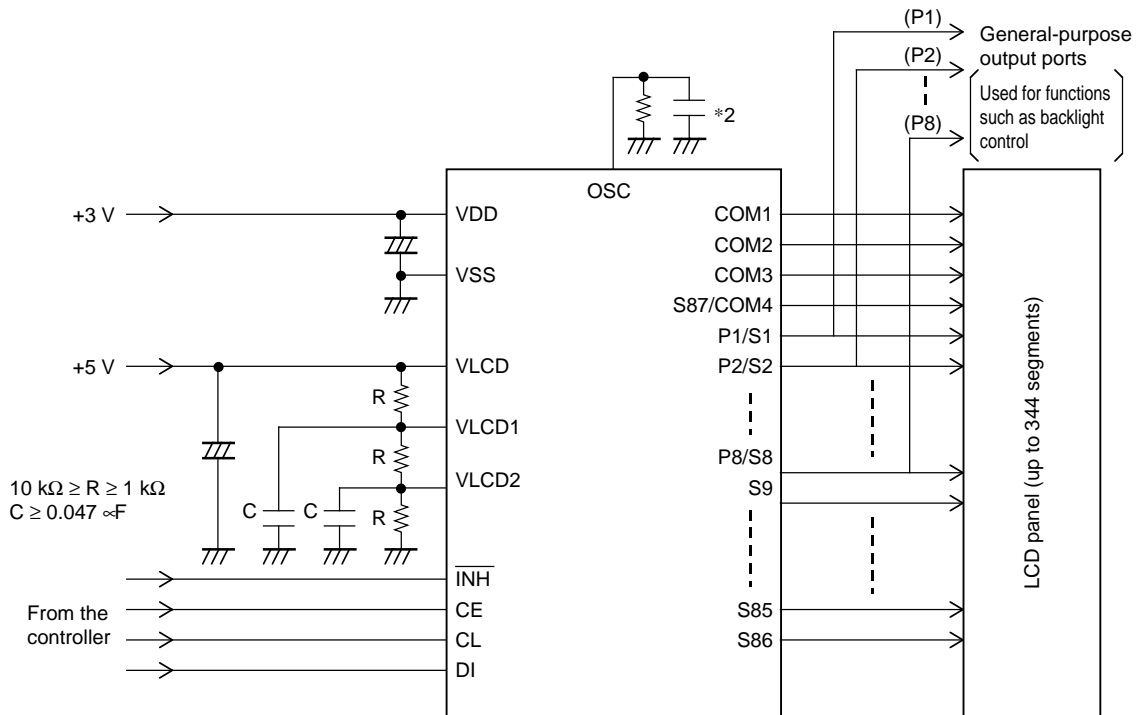 (P1)
General-purpose
output ports
(P2)
Used for functions
such as backlight
control
(P8)
*2
OSC
+3 V
VDD
VSS
+5 V
VLCD
R
VLCD1
R
VLCD2
R
C
C
10 kΩ ≥ R ≥ 1 kΩ
C ≥ 0.047 ∝F
INH
From the
controller
CE
CL
DI
COM1
COM2
COM3
S87/COM4
P1/S1
P2/S2
P8/S8
S9
S85
S86
LCD panel (up to 344 segments)